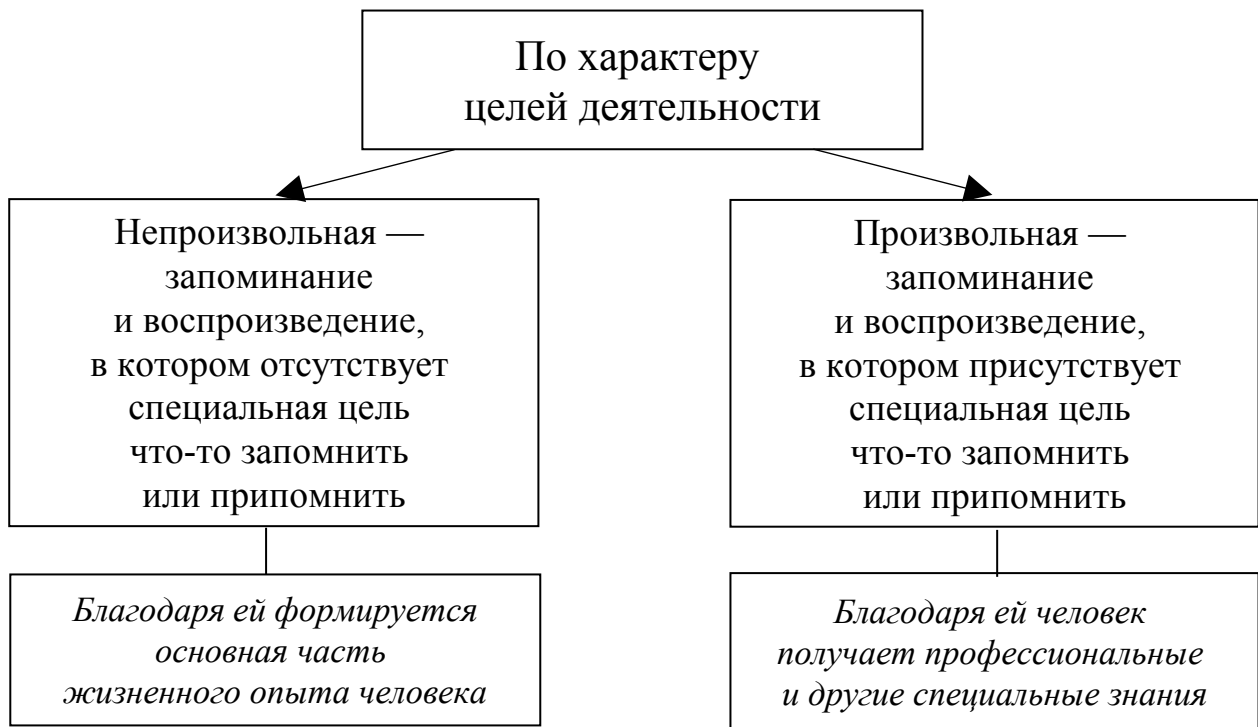 По характеру
целей деятельности
Непроизвольная —
запоминание
и воспроизведение,
в котором отсутствует
специальная цель
что-то запомнить
или припомнить
Произвольная —
запоминание
и воспроизведение,
в котором присутствует
специальная цель
что-то запомнить
или припомнить
Благодаря ей формируется
основная часть
жизненного опыта человека
Благодаря ей человек
получает профессиональные
и другие специальные знания